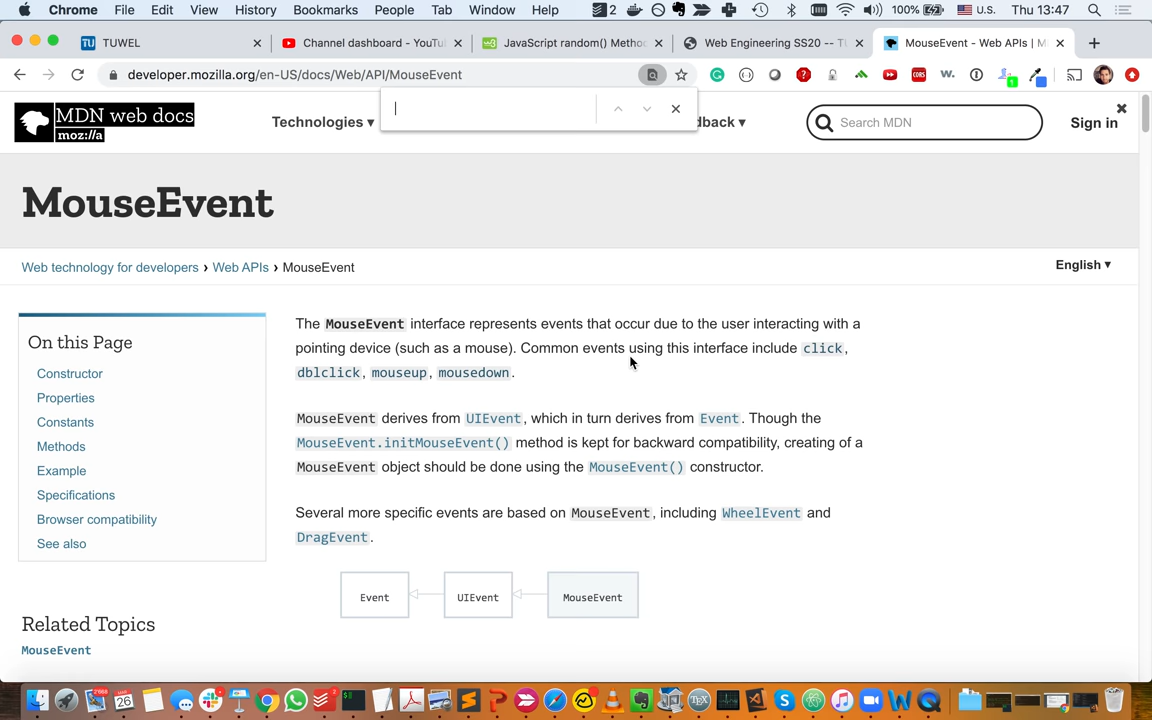 Chrome File Edit View History Bookmarks People Tab Window Help 2 100% U.S. Thu 13:47
TU TUWEL Channel dashboard - YouTu JavaScript random() Metho Web Engineering SS20 -- TU MouseEvent - Web APIs | M
developer.mozilla.org/en-US/docs/Web/API/MouseEvent
MDN web docs
moz://a
Technologies ▾ dback ▾ Search MDN Sign in
MouseEvent
Web technology for developers › Web APIs › MouseEvent English ▾
On this Page
Constructor
Properties
Constants
Methods
Example
Specifications
Browser compatibility
See also
Related Topics
MouseEvent
The MouseEvent interface represents events that occur due to the user interacting with a
pointing device (such as a mouse). Common events using this interface include click,
dblclick, mouseup, mousedown.
MouseEvent derives from UIEvent, which in turn derives from Event. Though the
MouseEvent.initMouseEvent() method is kept for backward compatibility, creating of a
MouseEvent object should be done using the MouseEvent() constructor.
Several more specific events are based on MouseEvent, including WheelEvent and
DragEvent.
Event UIEvent MouseEvent